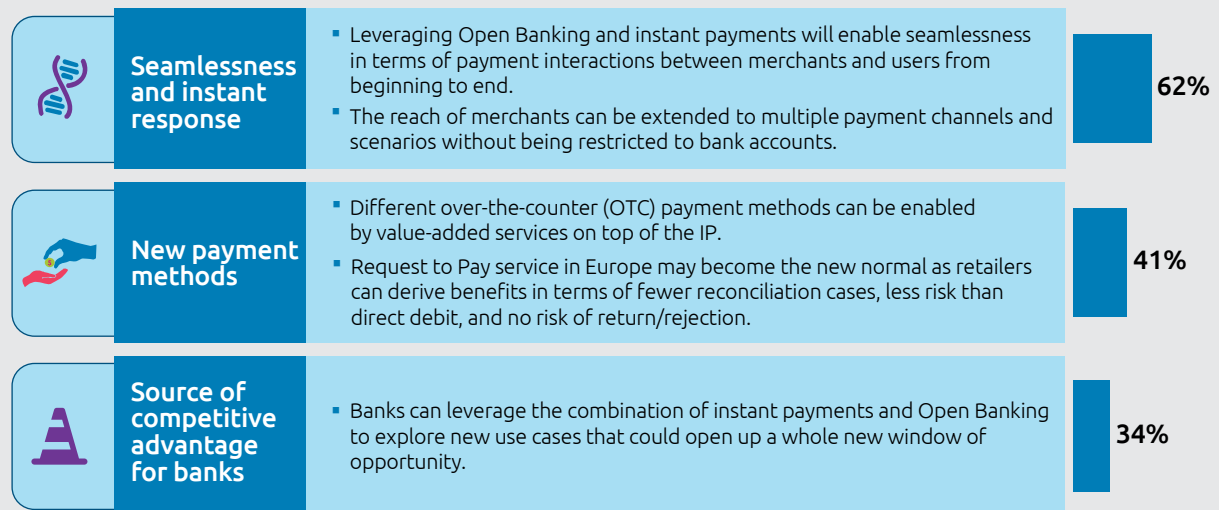 Seamlessness
and instant
response
▪ Leveraging Open Banking and instant payments will enable seamlessness
in terms of payment interactions between merchants and users from
beginning to end.
▪ The reach of merchants can be extended to multiple payment channels and
scenarios without being restricted to bank accounts.
62%
New payment
methods
▪ Different over-the-counter (OTC) payment methods can be enabled
by value-added services on top of the IP.
▪ Request to Pay service in Europe may become the new normal as retailers
can derive benefits in terms of fewer reconciliation cases, less risk than
direct debit, and no risk of return/rejection.
41%
Source of
competitive
advantage
for banks
▪ Banks can leverage the combination of instant payments and Open Banking
to explore new use cases that could open up a whole new window of
opportunity.
34%